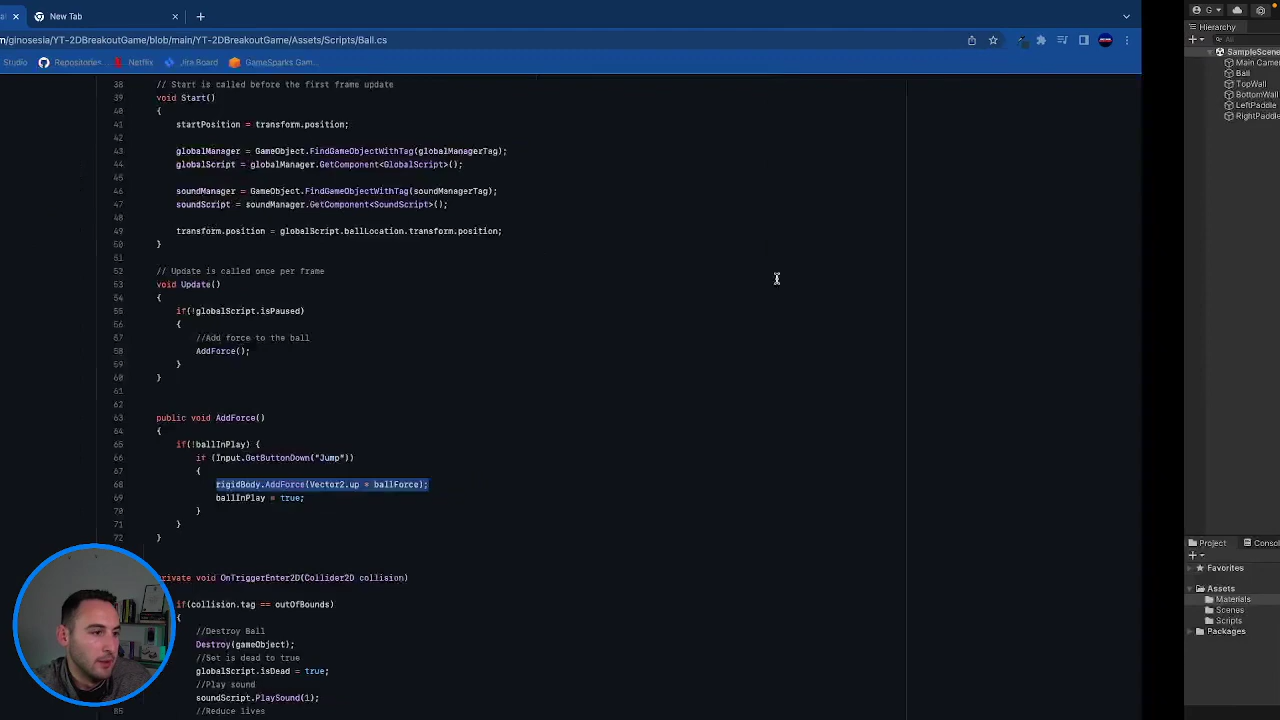 New Tab
G
m/ginosesia/YT-2DBreakoutGame/blob/main/YT-2DBreakoutGame/Assets/Scripts/Ball.cs
Studio Repositories... Netflix Jira Board GameSparks Gam...
Hierarchy
All
SampleScene
Main Camer
Ball
TopWall
BottomWall
LeftPaddle
RightPaddle
38 // Start is called before the first frame update
39 void Start()
40 {
41 startPosition = transform.position;
42
43 globalManager = GameObject.FindGameObjectWithTag(globalManagerTag);
44 globalScript = globalManager.GetComponent<GlobalScript>();
45
46 soundManager = GameObject.FindGameObjectWithTag(soundManagerTag);
47 soundScript = soundManager.GetComponent<SoundScript>();
48
49 transform.position = globalScript.ballLocation.transform.position;
50 }
51
52 // Update is called once per frame
53 void Update()
54 {
55 if(!globalScript.isPaused)
56 {
57 //Add force to the ball
58 AddForce();
59 }
60 }
61
62
63 public void AddForce()
64 {
65 if(!ballInPlay) {
66 if (Input.GetButtonDown("Jump"))
67 {
68 rigidBody.AddForce(Vector2.up * ballForce);
69 ballInPlay = true;
70 }
71 }
72 }
private void OnTriggerEnter2D(Collider2D collision)
if(collision.tag == outOfBounds)
{
//Destroy Ball
Destroy(gameObject);
//Set is dead to true
globalScript.isDead = true;
//Play sound
soundScript.PlaySound(1);
85 //Reduce lives
Project Consol
Favorites
Assets
Materials
Scenes
Scripts
Packages